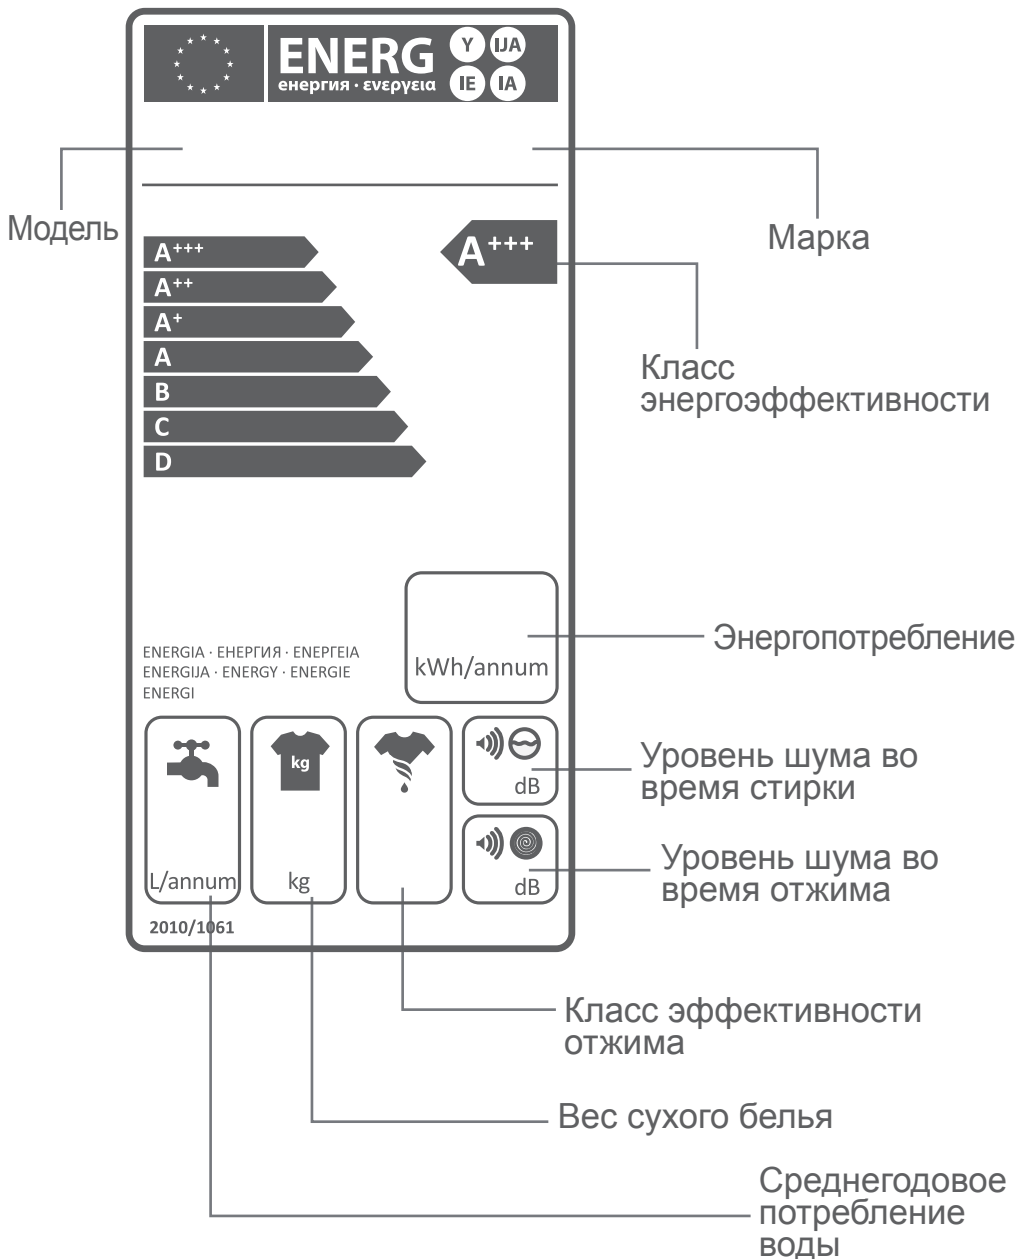 ENERG
енергия · ενεργεια
Y IJA
IE IA
Модель
Марка
A+++
A++
A+
A
B
C
D
A+++
Класс
энергоэффективности
ENERGIA · ЕНЕРГИЯ · ΕΝΕΡΓΕΙΑ
ENERGIJA · ENERGY · ENERGIE
ENERGI
kWh/annum
Энергопотребление
L/annum
kg
kg
dB
Уровень шума во
время стирки
dB
Уровень шума во
время отжима
2010/1061
Класс эффективности
отжима
Вес сухого белья
Среднегодовое
потребление
воды